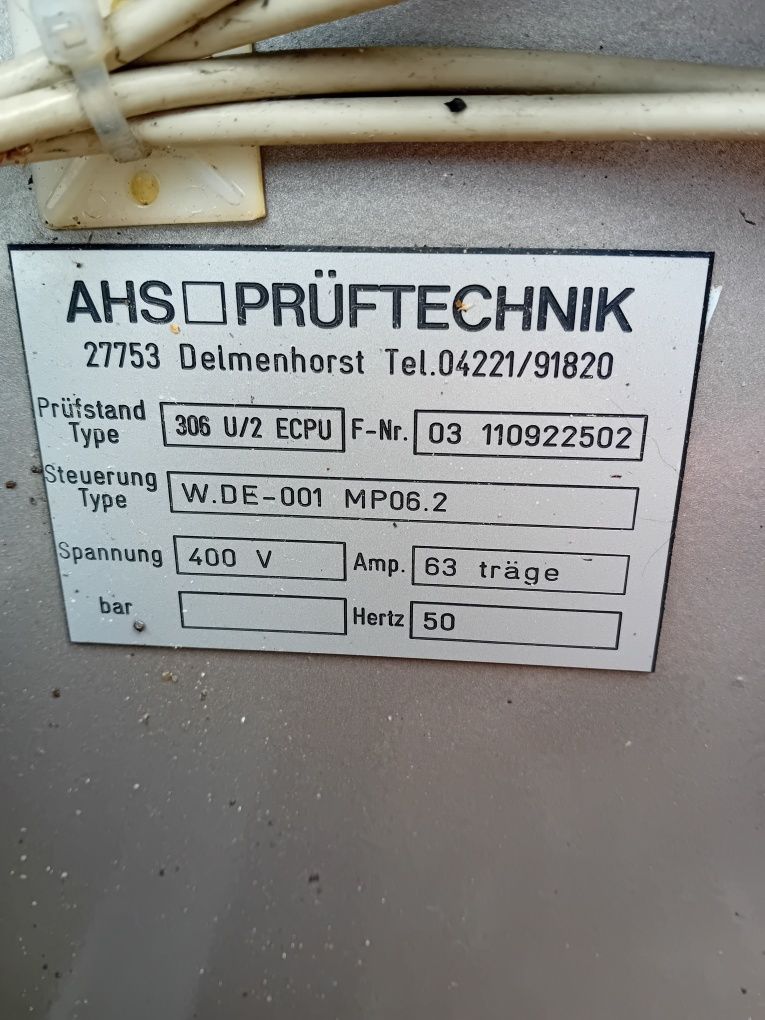 AHS□PRÜFTECHNIK
27753 Delmenhorst Tel.04221/91820
Prüfstand Type 306 U/2 ECPU F-Nr. 03 110922502
Steuerung Type W.DE-001 MP06.2
Spannung 400 V Amp. 63 träge
bar Hertz 50